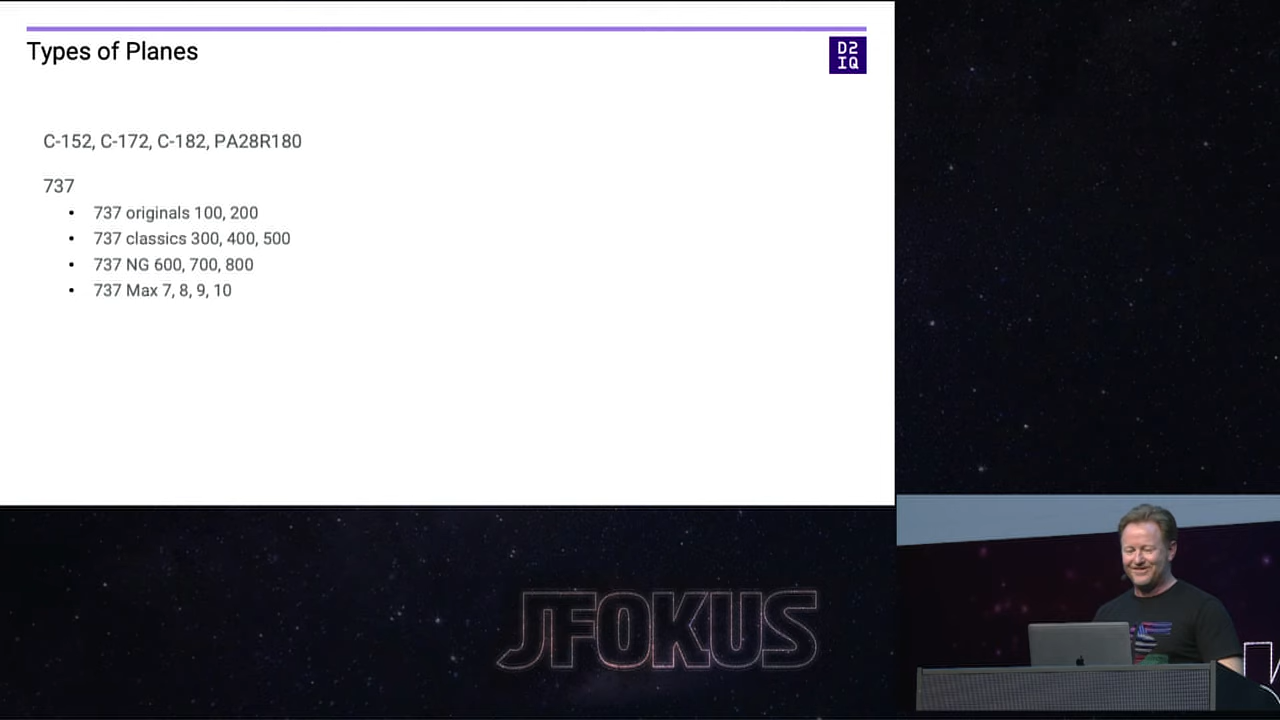 Types of Planes
D2
IQ
C-152, C-172, C-182, PA28R180
737
• 737 originals 100, 200
• 737 classics 300, 400, 500
• 737 NG 600, 700, 800
• 737 Max 7, 8, 9, 10
JFOKUS